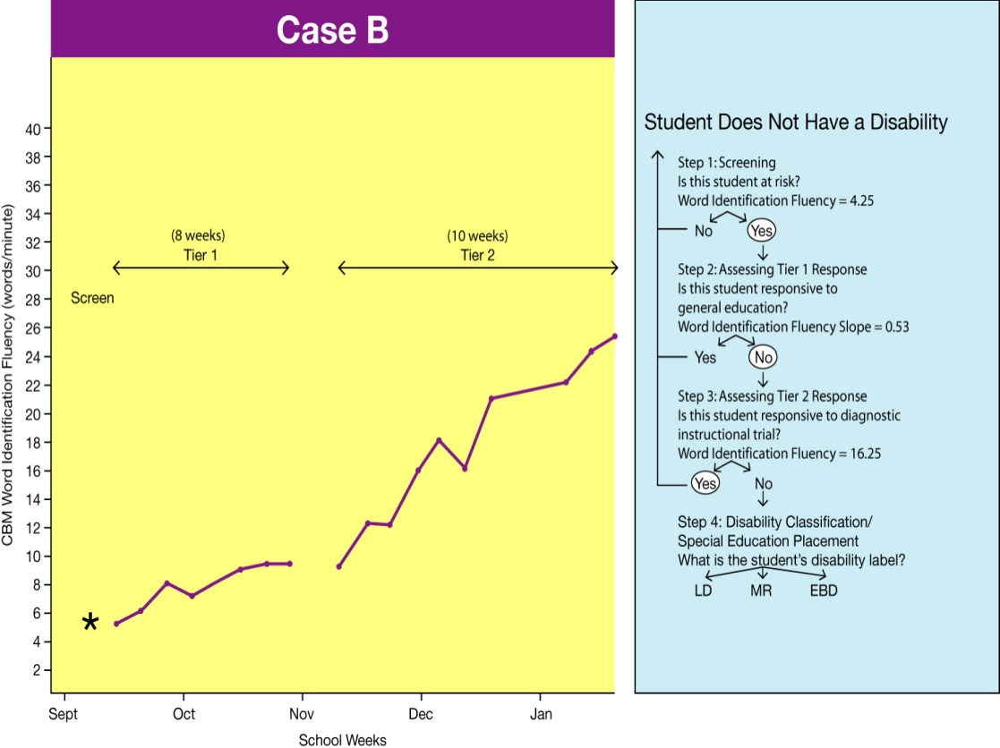 Case B
CBM Word Identification Fluency (words/minute)
40
38
36
34
32
30
28
26
24
22
20
18
16
14
12
10
8
6
4
2
(8 weeks)
Tier 1
(10 weeks)
Tier 2
Screen
*
Sept
Oct
Nov
Dec
Jan
School Weeks
Student Does Not Have a Disability
Step 1: Screening
Is this student at risk?
Word Identification Fluency = 4.25
No
Yes
Step 2: Assessing Tier 1 Response
Is this student responsive to
general education?
Word Identification Fluency Slope = 0.53
Yes
No
Step 3: Assessing Tier 2 Response
Is this student responsive to diagnostic
instructional trial?
Word Identification Fluency = 16.25
Yes
No
Step 4: Disability Classification/
Special Education Placement
What is the student's disability label?
LD
MR
EBD